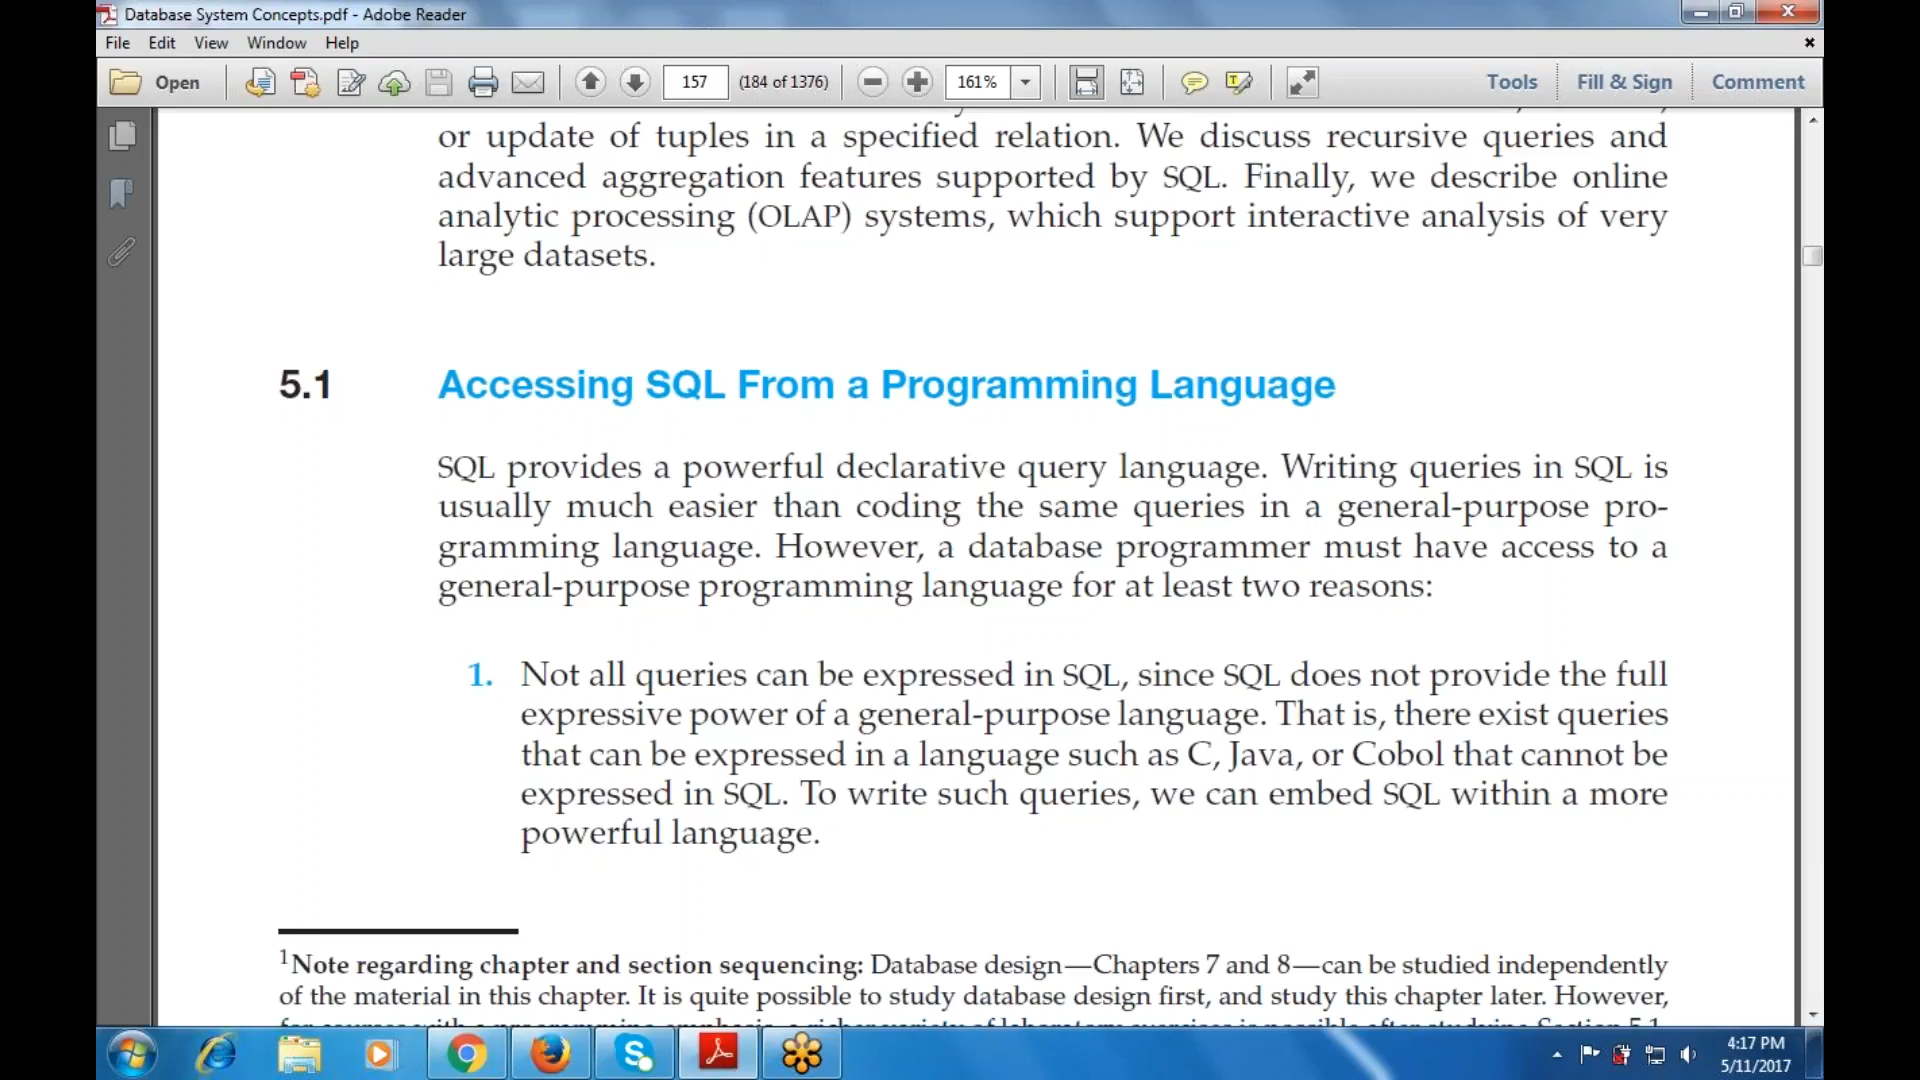 Database System Concepts.pdf - Adobe Reader
File Edit View Window Help
Open 157 (184 of 1376) 161% Tools Fill & Sign Comment
or update of tuples in a specified relation. We discuss recursive queries and
advanced aggregation features supported by SQL. Finally, we describe online
analytic processing (OLAP) systems, which support interactive analysis of very
large datasets.
5.1 Accessing SQL From a Programming Language
SQL provides a powerful declarative query language. Writing queries in SQL is
usually much easier than coding the same queries in a general-purpose pro-
gramming language. However, a database programmer must have access to a
general-purpose programming language for at least two reasons:
1. Not all queries can be expressed in SQL, since SQL does not provide the full
expressive power of a general-purpose language. That is, there exist queries
that can be expressed in a language such as C, Java, or Cobol that cannot be
expressed in SQL. To write such queries, we can embed SQL within a more
powerful language.
1Note regarding chapter and section sequencing: Database design—Chapters 7 and 8—can be studied independently
of the material in this chapter. It is quite possible to study database design first, and study this chapter later. However,
4:17 PM
5/11/2017